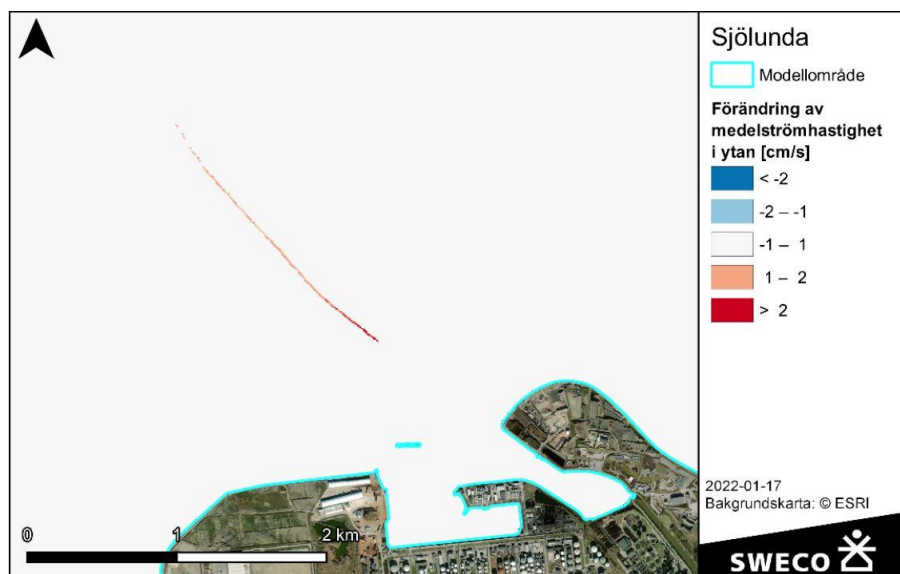 Sjölunda
Modellområde
Förändring av
medelströmhastighet
i ytan [cm/s]
< -2
-2 – -1
-1 – 1
1 – 2
> 2
0 1 2 km
2022-01-17
Bakgrundskarta: © ESRI
SWECO